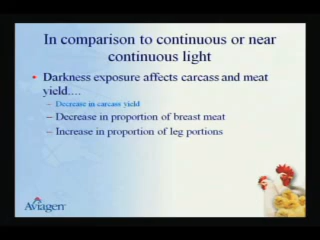 In comparison to continuous or near
continuous light
• Darkness exposure affects carcass and meat
yield....
– Decrease in carcass yield
– Decrease in proportion of breast meat
– Increase in proportion of leg portions
Aviagen